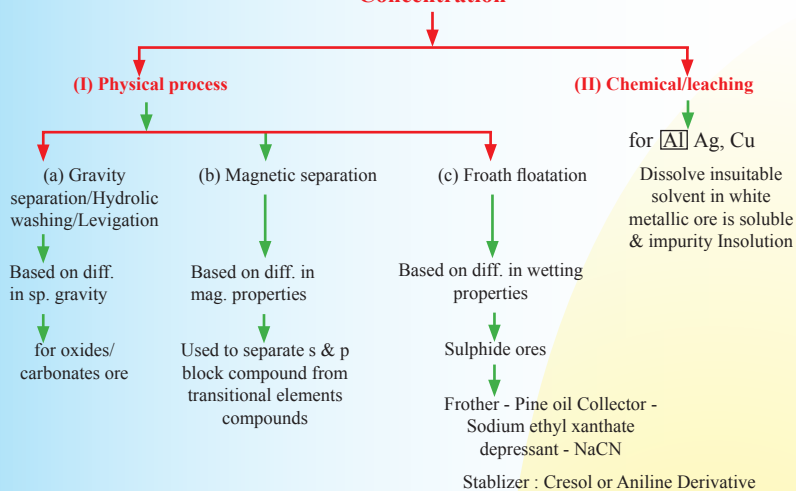 Concentration
(I) Physical process
(II) Chemical/leaching
for Al Ag, Cu
Dissolve insuitable
solvent in white
metallic ore is soluble
& impurity Insolution
(a) Gravity
separation/Hydrolic
washing/Levigation
Based on diff.
in sp. gravity
for oxides/
carbonates ore
(b) Magnetic separation
Based on diff. in
mag. properties
Used to separate s & p
block compound from
transitional elements
compounds
(c) Froath floatation
Based on diff. in wetting
properties
Sulphide ores
Frother - Pine oil Collector -
Sodium ethyl xanthate
depressant - NaCN
Stablizer : Cresol or Aniline Derivative